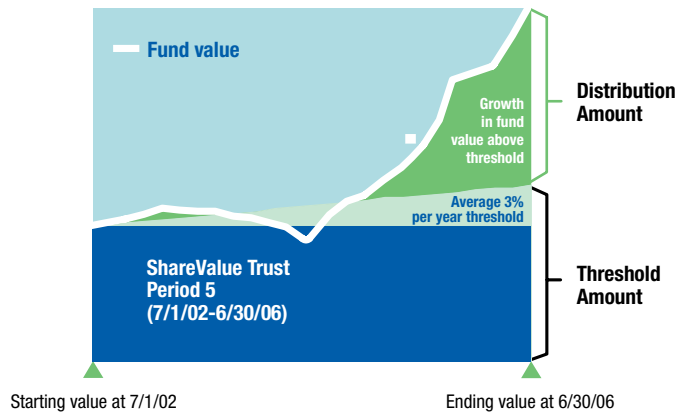 Fund value
Distribution
Amount
Growth
in fund
value above
threshold
Average 3%
per year threshold
ShareValue Trust
Period 5
(7/1/02-6/30/06)
Threshold
Amount
Starting value at 7/1/02
Ending value at 6/30/06